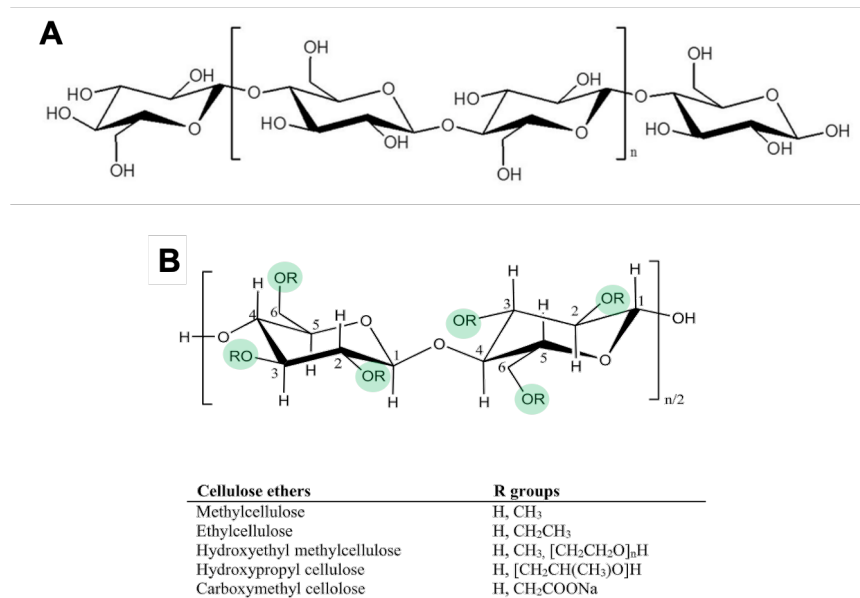 A
OH
OH
HO OH O OH O OH
HO O O HO OH O HO O O HO OH OH
OH OH n
B
H OR H H H
4 6 5 H O OR 3 H 2 OR 1
H O RO 3 H 2 OR 1 O 4 6 5 H O OH
H H OR H n/2
Cellulose ethers R groups
Methylcellulose H, CH₃
Ethylcellulose H, CH₂CH₃
Hydroxyethyl methylcellulose H, CH₃, [CH₂CH₂O]ₙH
Hydroxypropyl cellulose H, [CH₂CH(CH₃)O]H
Carboxymethyl cellolose H, CH₂COONa